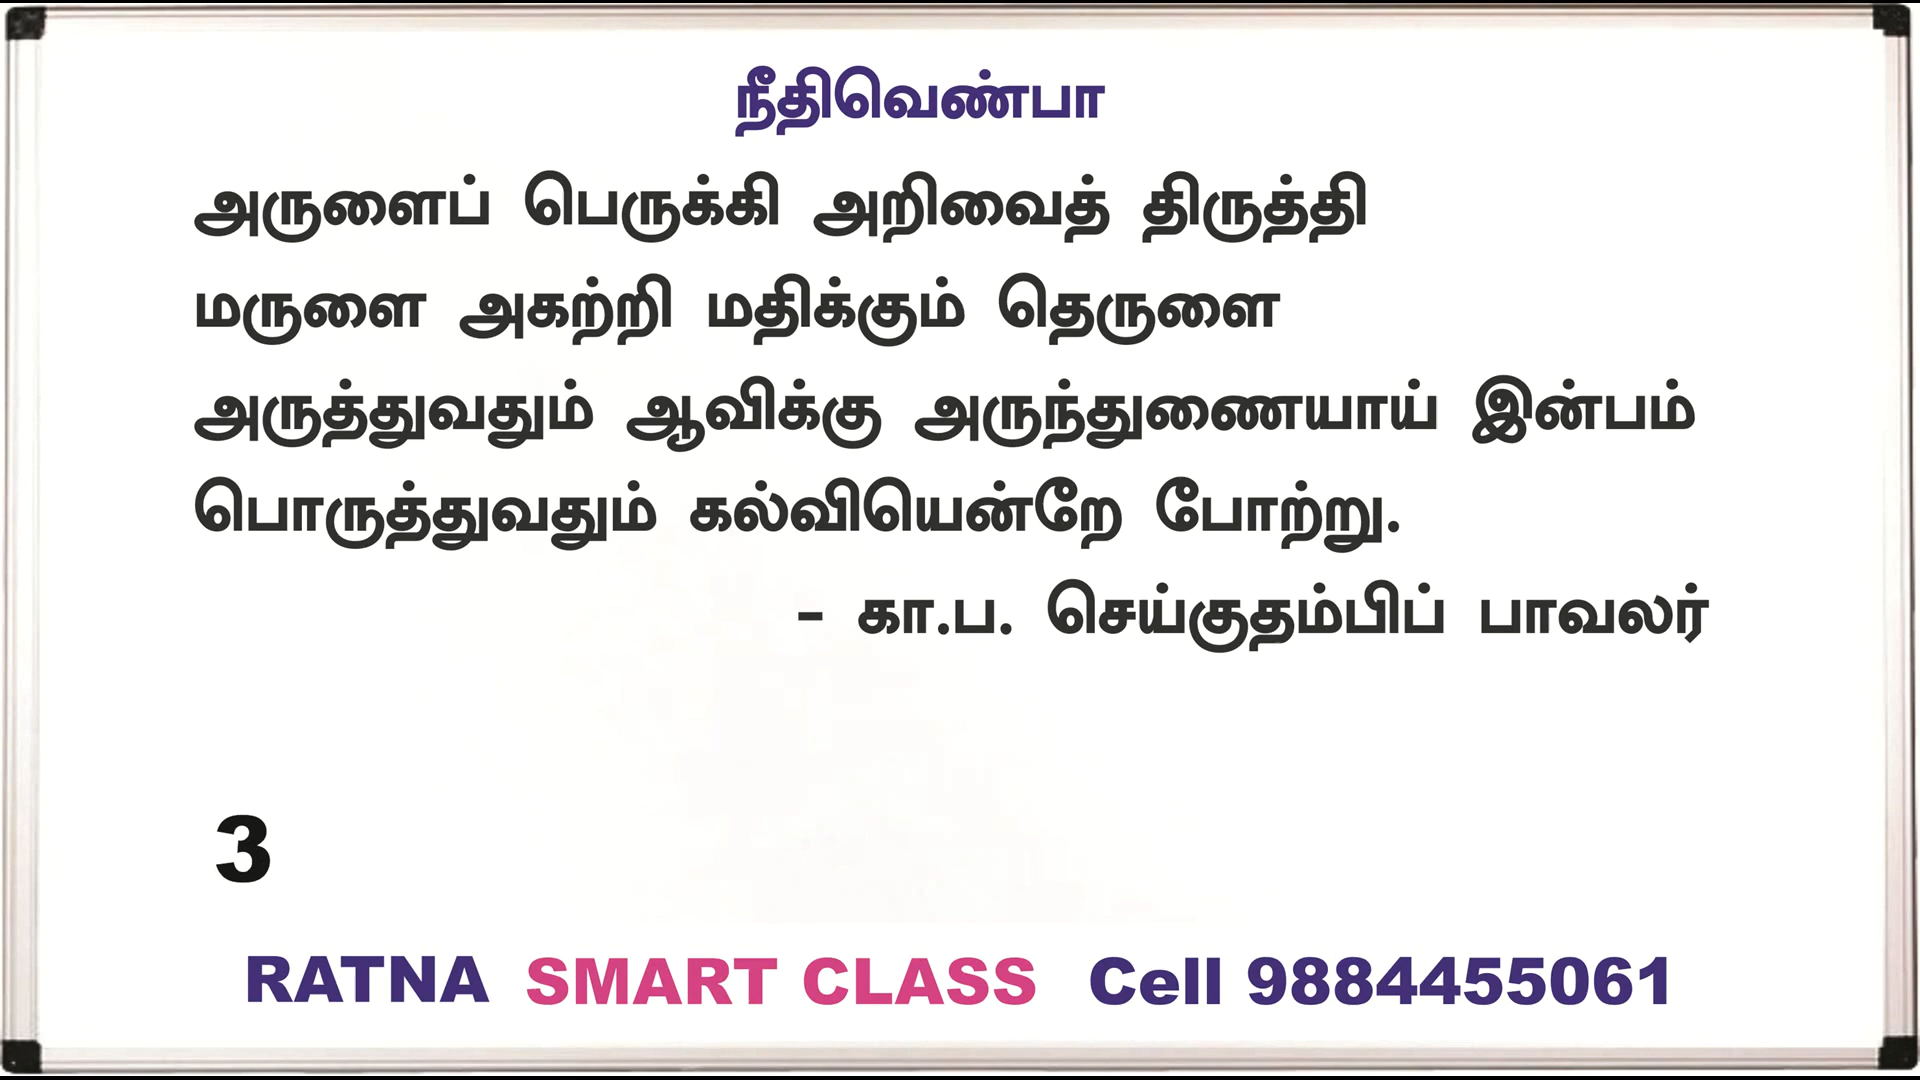 நீதிவெண்பா
அருளைப் பெருக்கி அறிவைத் திருத்தி
மருளை அகற்றி மதிக்கும் தெருளை
அருத்துவதும் ஆவிக்கு அருந்துணையாய் இன்பம்
பொருத்துவதும் கல்வியென்றே போற்று.
- கா.ப. செய்குதம்பிப் பாவலர்
3
RATNA SMART CLASS Cell 9884455061